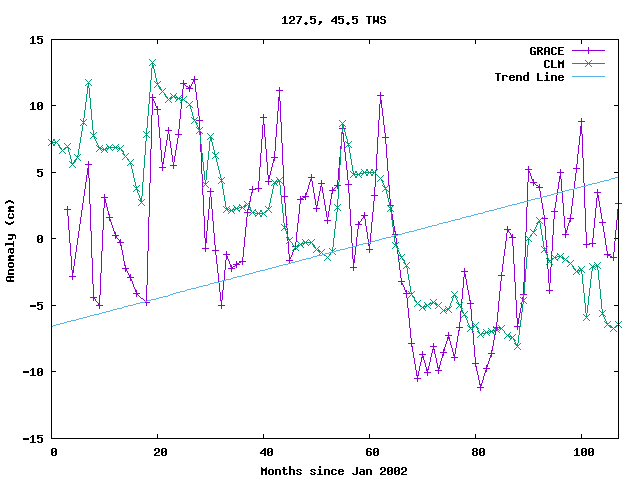 127.5, 45.5 TWS
GRACE
CLM
Trend Line
15
10
5
0
-5
-10
-15
Anomaly (cm)
0 20 40 60 80 100
Months since Jan 2002